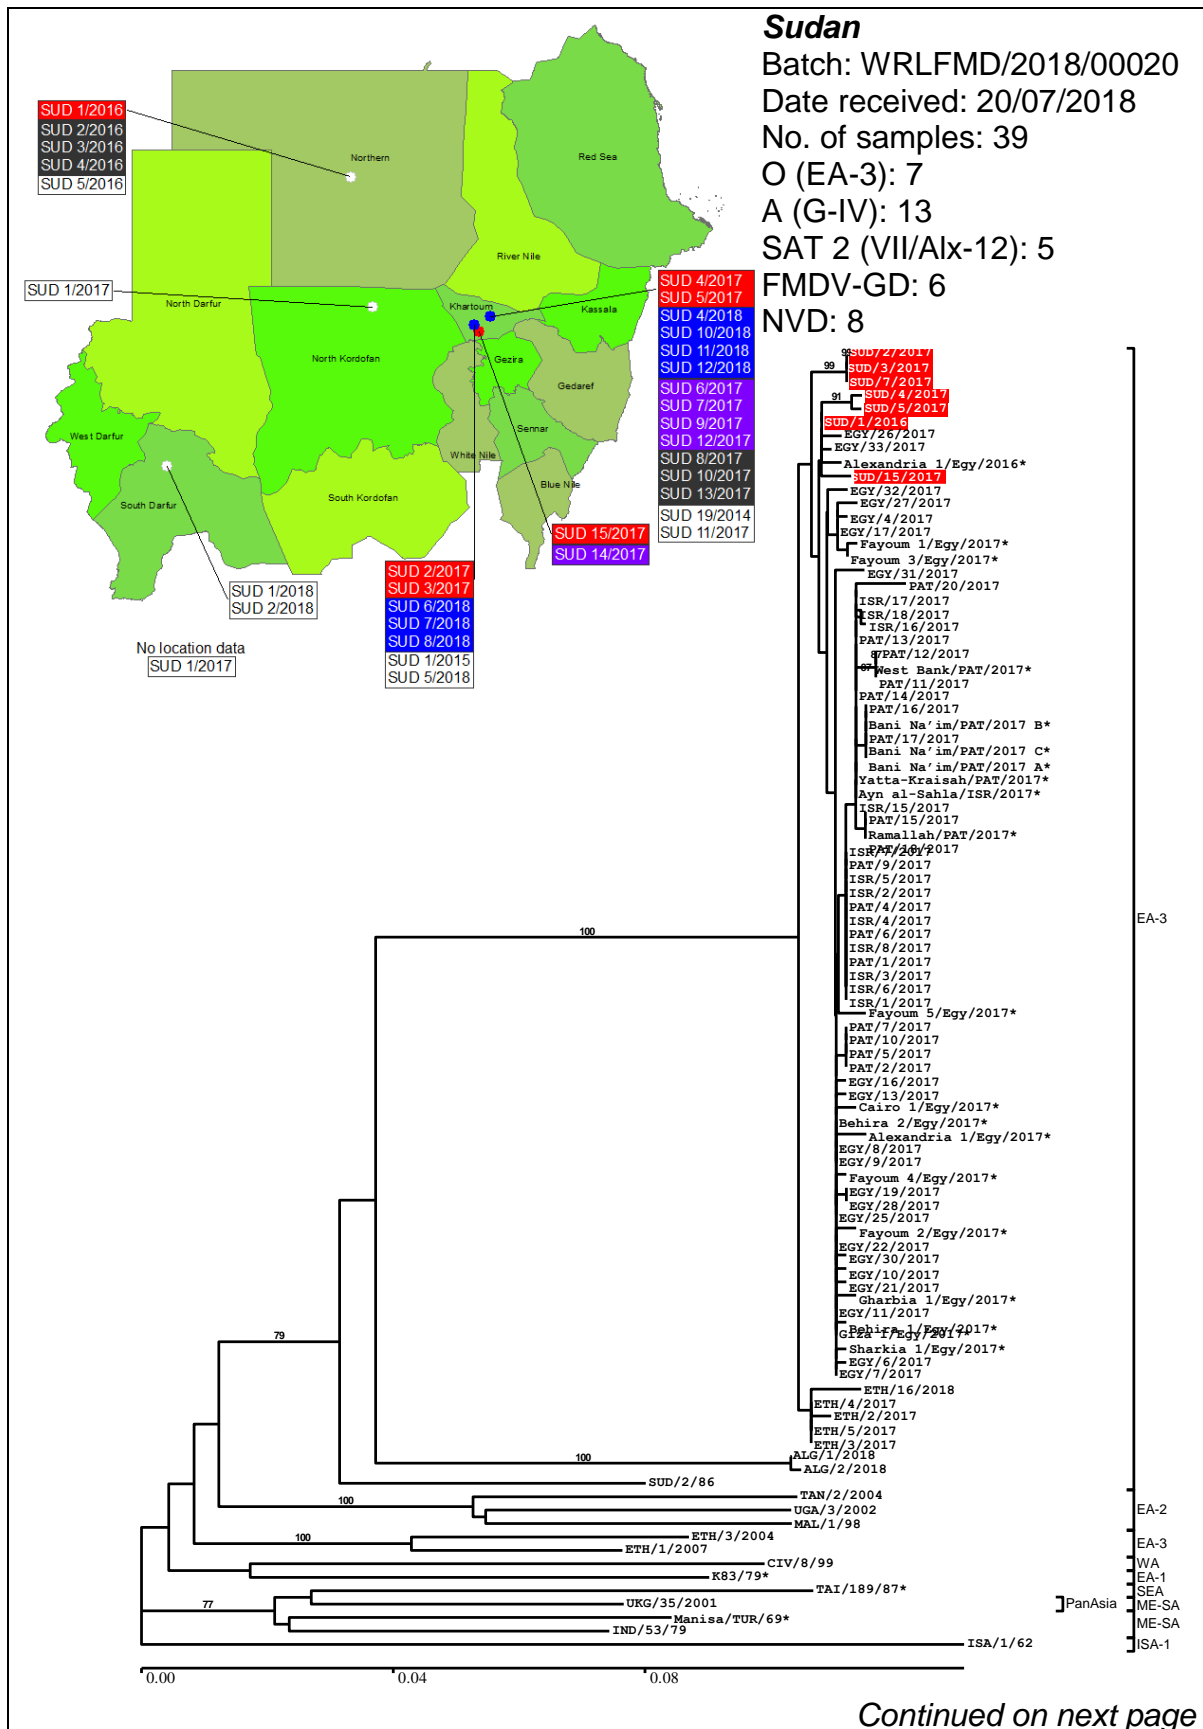 Sudan
Batch: WRLFMD/2018/00020
Date received: 20/07/2018
No. of samples: 39
O (EA-3): 7
A (G-IV): 13
SAT 2 (VII/Alx-12): 5
FMDV-GD: 6
NVD: 8
SUD 1/2016
SUD 2/2016
SUD 3/2016
SUD 4/2016
SUD 5/2016
Northern
Red Sea
River Nile
SUD 1/2017
North Darfur
Khartoum
Kassala
North Kordofan
Gezira
Gedaref
West Darfur
Sennar
White Nile
Blue Nile
South Darfur
South Kordofan
SUD 4/2017
SUD 5/2017
SUD 4/2018
SUD 10/2018
SUD 11/2018
SUD 12/2018
SUD 6/2017
SUD 7/2017
SUD 9/2017
SUD 12/2017
SUD 8/2017
SUD 10/2017
SUD 13/2017
SUD 19/2014
SUD 11/2017
SUD 15/2017
SUD 14/2017
SUD 2/2017
SUD 3/2017
SUD 6/2018
SUD 7/2018
SUD 8/2018
SUD 1/2015
SUD 5/2018
SUD 1/2018
SUD 2/2018
No location data
SUD 1/2017
SUD/2/2017
99
SUD/3/2017
SUD/7/2017
91
SUD/4/2017
SUD/5/2017
SUD/1/2016
EGY/26/2017
EGY/33/2017
Alexandria 1/Egy/2016*
SUD/15/2017
EGY/32/2017
EGY/27/2017
EGY/4/2017
EGY/17/2017
Fayoum 1/Egy/2017*
Fayoum 3/Egy/2017*
EGY/31/2017
PAT/20/2017
ISR/17/2017
ISR/18/2017
ISR/16/2017
PAT/13/2017
87
PAT/12/2017
87
West Bank/PAT/2017*
PAT/11/2017
PAT/14/2017
PAT/16/2017
Bani Na'im/PAT/2017 B*
PAT/17/2017
Bani Na'im/PAT/2017 C*
Bani Na'im/PAT/2017 A*
Yatta-Kraisah/PAT/2017*
Ayn al-Sahla/ISR/2017*
ISR/15/2017
PAT/15/2017
Ramallah/PAT/2017*
PAT/18/2017
ISR/7/2017
PAT/9/2017
ISR/5/2017
ISR/2/2017
PAT/4/2017
ISR/4/2017
PAT/6/2017
ISR/8/2017
PAT/1/2017
ISR/3/2017
ISR/6/2017
ISR/1/2017
Fayoum 5/Egy/2017*
PAT/7/2017
PAT/10/2017
PAT/5/2017
PAT/2/2017
EGY/16/2017
EGY/13/2017
Cairo 1/Egy/2017*
Behira 2/Egy/2017*
Alexandria 1/Egy/2017*
EGY/8/2017
EGY/9/2017
Fayoum 4/Egy/2017*
EGY/19/2017
EGY/28/2017
EGY/25/2017
Fayoum 2/Egy/2017*
EGY/22/2017
EGY/30/2017
EGY/10/2017
EGY/21/2017
Gharbia 1/Egy/2017*
EGY/11/2017
Behira 1/Egy/2017*
Giza 1/Egy/2017*
Sharkia 1/Egy/2017*
EGY/6/2017
EGY/7/2017
EA-3
100
ETH/16/2018
ETH/4/2017
ETH/2/2017
ETH/5/2017
ETH/3/2017
100
ALG/1/2018
ALG/2/2018
79
SUD/2/86
100
TAN/2/2004
UGA/3/2002
MAL/1/98
EA-2
100
ETH/3/2004
ETH/1/2007
EA-3
CIV/8/99
WA
K83/79*
EA-1
77
TAI/189/87*
SEA
UKG/35/2001
PanAsia
ME-SA
Manisa/TUR/69*
IND/53/79
ME-SA
ISA/1/62
ISA-1
0.00
0.04
0.08
Continued on next page